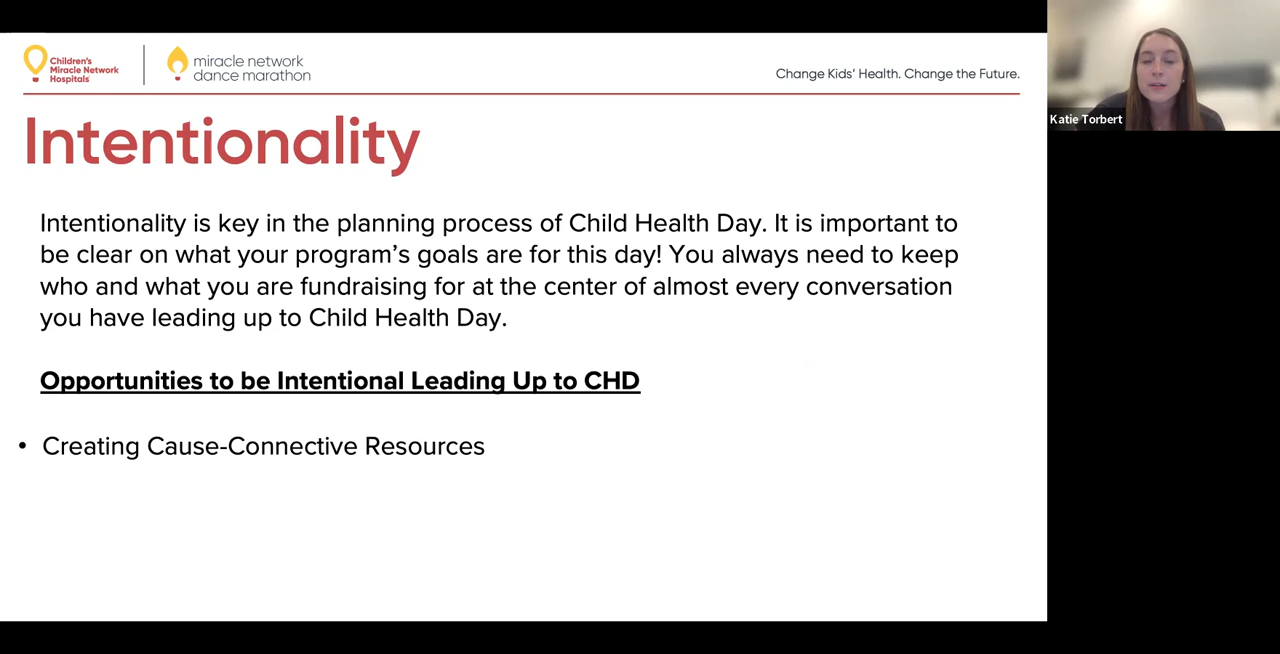 Children's
Miracle Network
Hospitals
miracle network
dance marathon
Change Kids' Health. Change the Future.
Katie Torbert
Intentionality
Intentionality is key in the planning process of Child Health Day. It is important to
be clear on what your program's goals are for this day! You always need to keep
who and what you are fundraising for at the center of almost every conversation
you have leading up to Child Health Day.
Opportunities to be Intentional Leading Up to CHD
• Creating Cause-Connective Resources